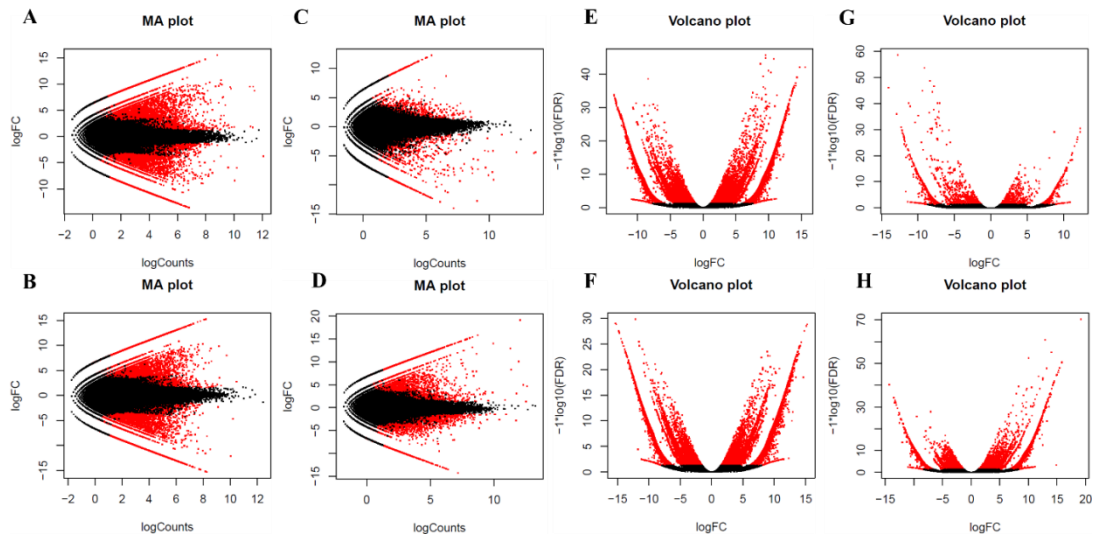 A
MA plot
15
10
5
0
−5
−10
logFC
−2 0 2 4 6 8 10 12
logCounts
C
MA plot
10
5
0
−5
−15
logFC
0 5 10
logCounts
E
Volcano plot
40
30
20
10
0
−1*log10(FDR)
−10 −5 0 5 10 15
logFC
G
Volcano plot
60
50
40
30
20
10
0
−1*log10(FDR)
−15 −10 −5 0 5 10
logFC
B
MA plot
15
10
5
0
−5
−15
logFC
−2 0 2 4 6 8 10 12
logCounts
D
MA plot
20
15
10
5
0
−5
−15
logFC
0 5 10
logCounts
F
Volcano plot
30
25
20
15
10
5
0
−1*log10(FDR)
−15 −10 −5 0 5 10 15
logFC
H
Volcano plot
70
50
30
10
0
−1*log10(FDR)
−15 −10 −5 0 5 10 15 20
logFC